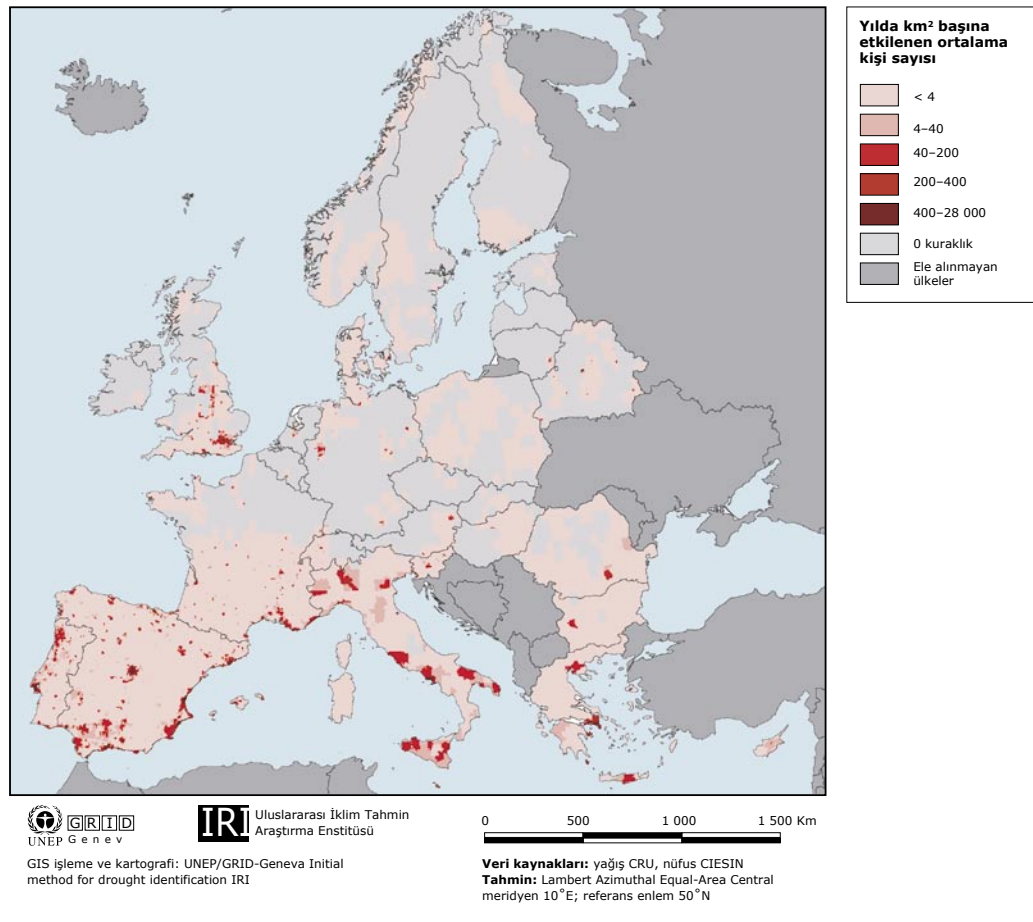 Yılda km² başına
etkilenen ortalama
kişi sayısı
< 4
4–40
40–200
200–400
400–28 000
0 kuraklık
Ele alınmayan
ülkeler
UNEP
GRID
Genev
IRI
Uluslararası İklim Tahmin
Araştırma Enstitüsü
GIS işleme ve kartografi: UNEP/GRID-Geneva Initial
method for drought identification IRI
0 500 1 000 1 500 Km
Veri kaynakları: yağış CRU, nüfus CIESIN
Tahmin: Lambert Azimuthal Equal-Area Central
meridyen 10˚E; referans enlem 50˚N